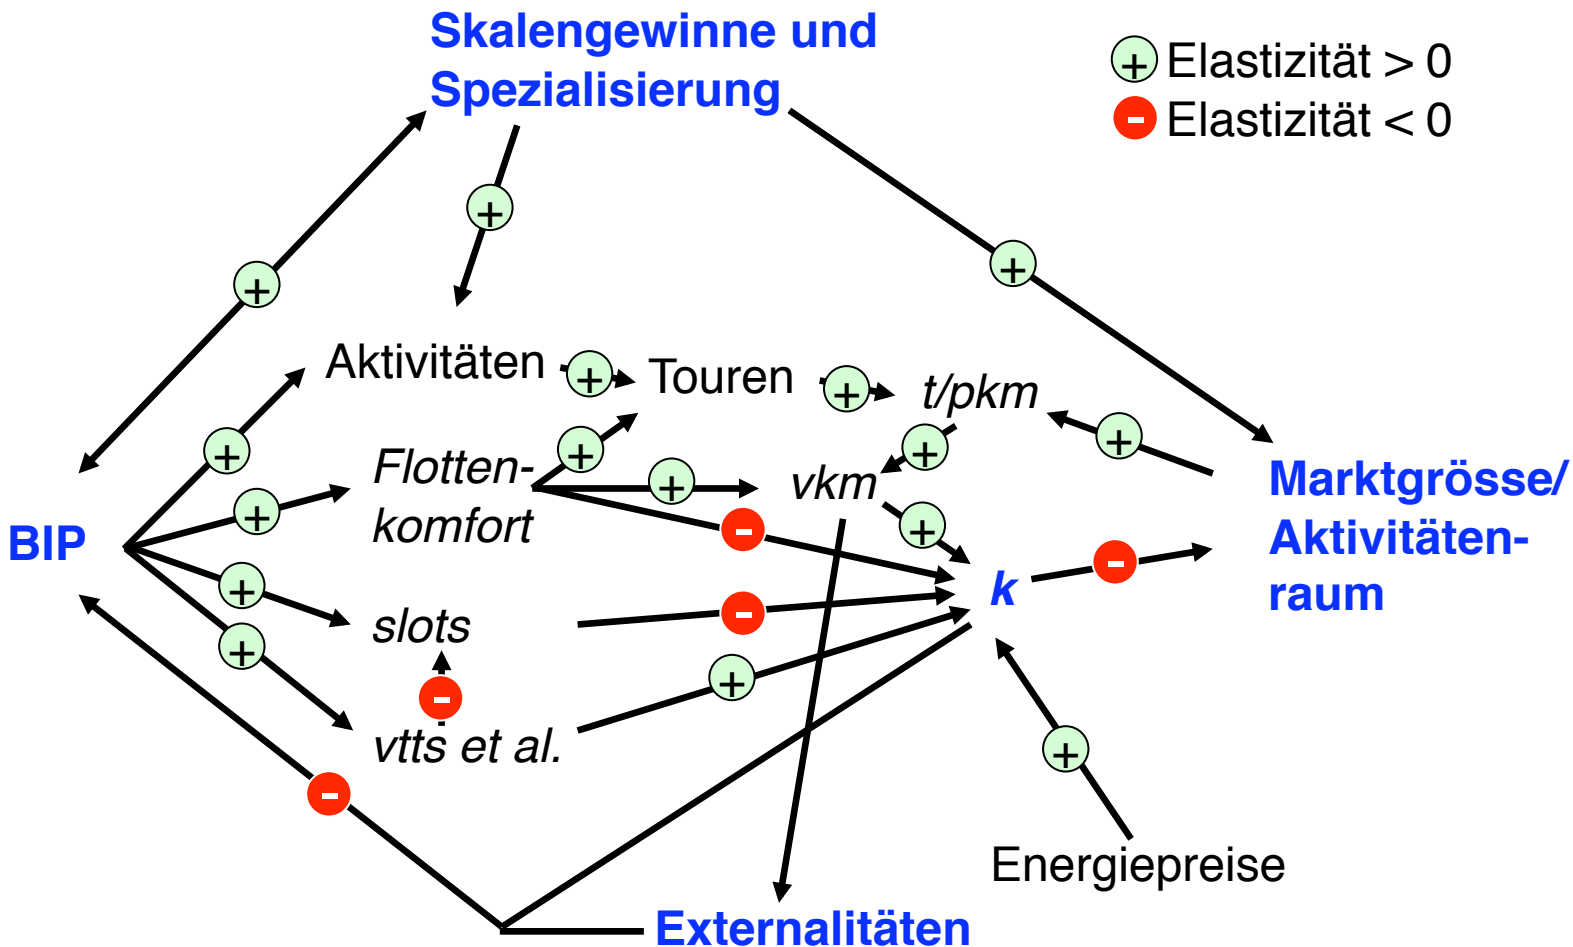 Skalengewinne und
Spezialisierung
+ Elastizität > 0
- Elastizität < 0
+
+
+
Aktivitäten + Touren + t/pkm
+
+
+
+
Flotten-
komfort
+
vkm
Marktgrösse/
Aktivitäten-
raum
+
-
+
BIP
-
k
+
slots
-
+
-
+
vtts et al.
+
-
Energiepreise
Externalitäten